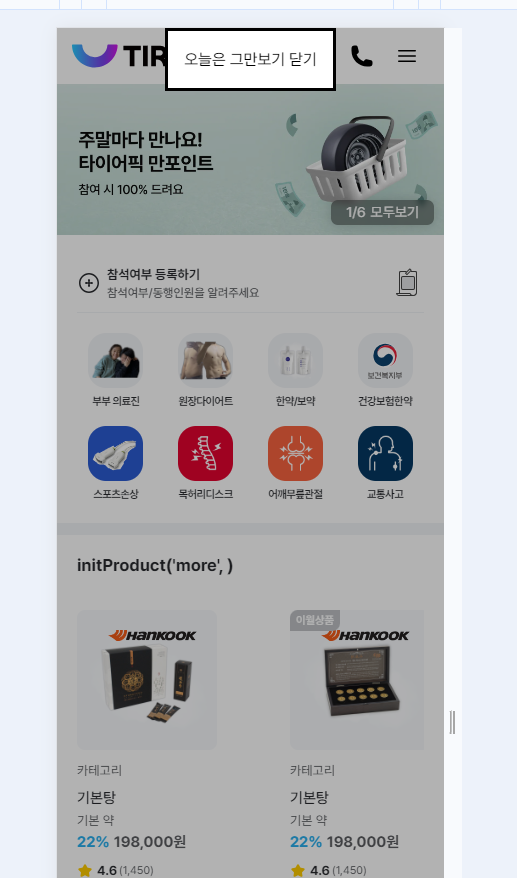 TIR
오늘은 그만보기 닫기
주말마다 만나요!
타이어픽 만포인트
참여 시 100% 드려요
1/6 모두보기
참석여부 등록하기
참석여부/동행인원을 알려주세요
보건복지부
부부 의료진
원장다이어트
한약/보약
건강보험한약
스포츠손상
목허리디스크
어깨무릎관절
교통사고
initProduct('more', )
HANKOOK
이월상품
HANKOOK
카테고리
카테고리
기본탕
기본탕
기본 약
기본 약
22% 198,000원
22% 198,000원
4.6 (1,450)
4.6 (1,450)